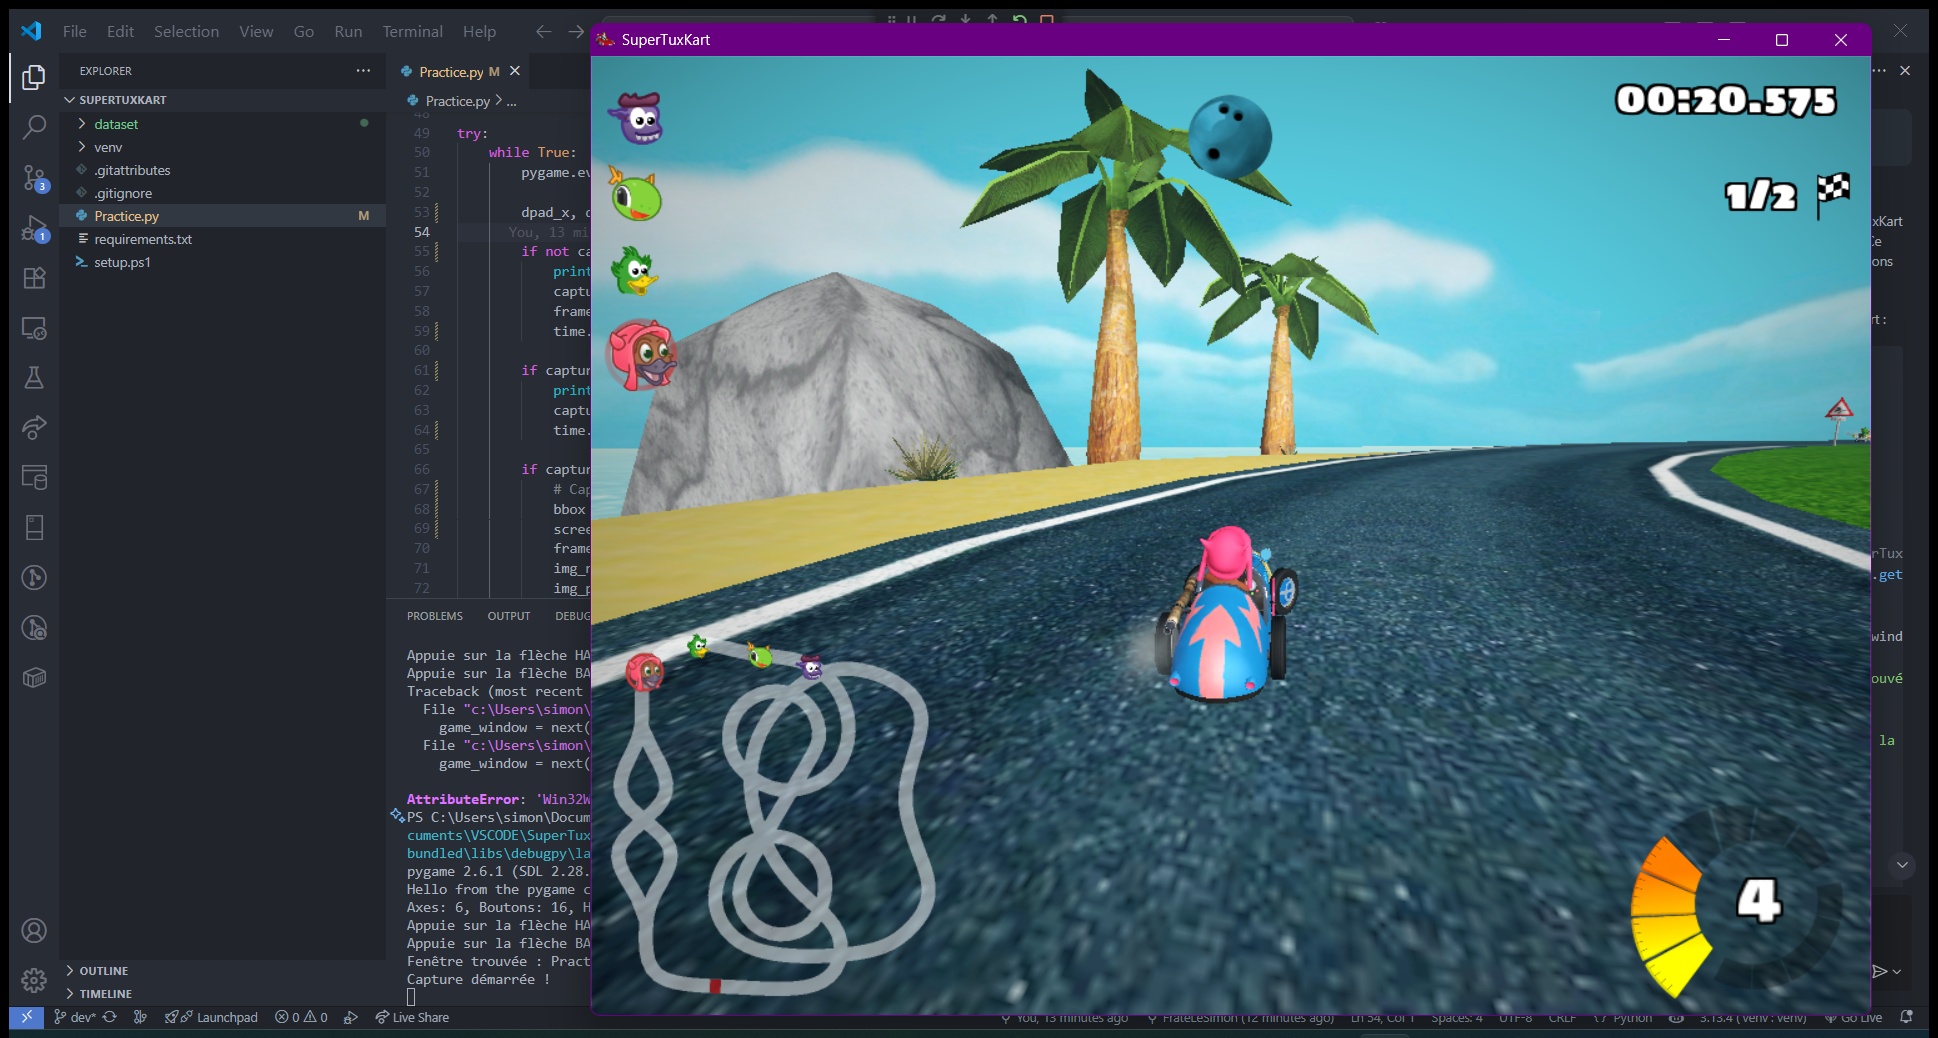 File Edit Selection View Go Run Terminal Help
SuperTuxKart
EXPLORER
SUPERTUXKART
dataset
venv
.gitattributes
.gitignore
Practice.py M
requirements.txt
setup.ps1
OUTLINE
TIMELINE
3
1
Practice.py M
Practice.py > ...
48
49 try:
50 while True:
51 pygame.ev
52
53 dpad_x, d
54 You, 13 mi
55 if not ca
56 print
57 captu
58 frame
59 time.
60
61 if captur
62 print
63 captu
64 time.
65
66 if captur
67 # Cap
68 bbox
69 scree
70 frame
71 img_r
72 img_p
PROBLEMS OUTPUT DEBUG
Appuie sur la flèche HA
Appuie sur la flèche BA
Traceback (most recent
File "c:\Users\simon\
game_window = next(
File "c:\Users\simon\
game_window = next(
AttributeError: 'Win32W
PS C:\Users\simon\Docum
cuments\VSCODE\SuperTux
bundled\libs\debugpy\la
pygame 2.6.1 (SDL 2.28.
Hello from the pygame c
Axes: 6, Boutons: 16, H
Appuie sur la flèche HA
Appuie sur la flèche BA
Fenêtre trouvée : Pract
Capture démarrée !
00:20.575
1/2
4
xKart
ons
rt:
rTux
.get
wind
ouvé
la
dev* Launchpad 0 0 Live Share You, 13 minutes ago FrateLeSimon (12 minutes ago) Ln 54, Col 1 Spaces: 4 UTF-8 CRLF Python 3.13.4 (venv: venv) Go Live